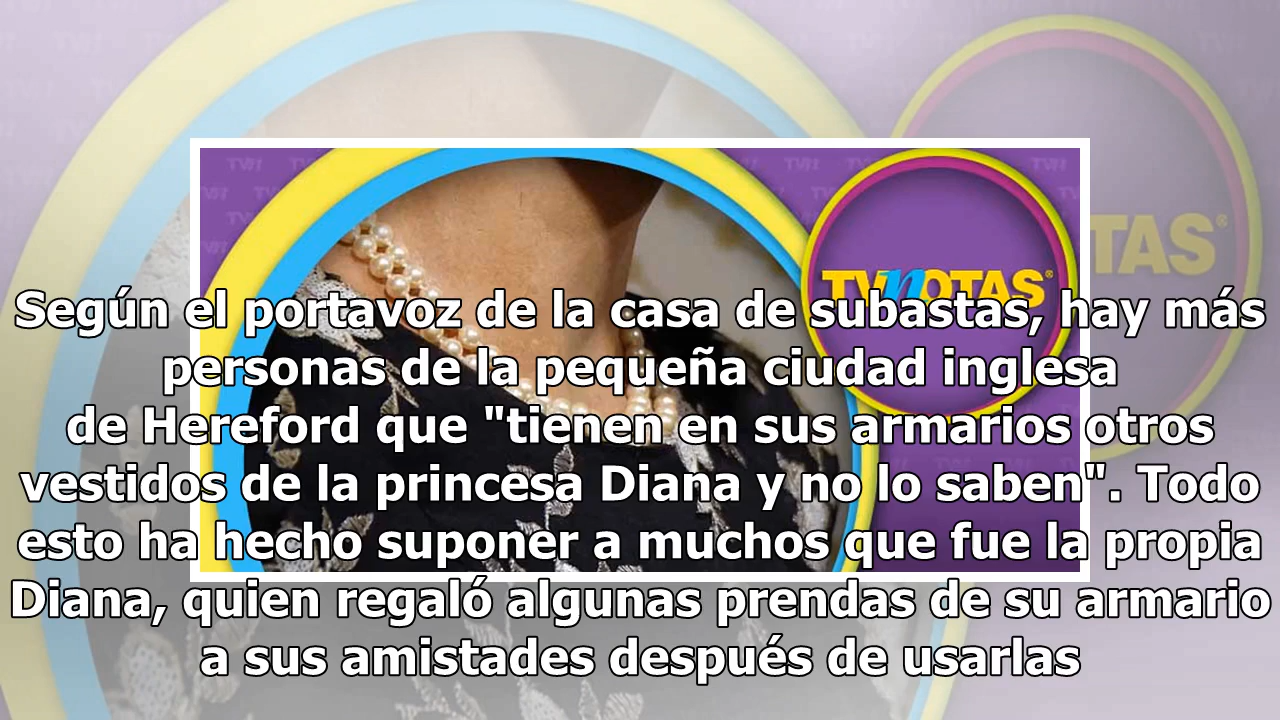 TVnOTAS®
TAS®
Según el portavoz de la casa de subastas, hay más
personas de la pequeña ciudad inglesa
de Hereford que "tienen en sus armarios otros
vestidos de la princesa Diana y no lo saben". Todo
esto ha hecho suponer a muchos que fue la propia
Diana, quien regaló algunas prendas de su armario
a sus amistades después de usarlas